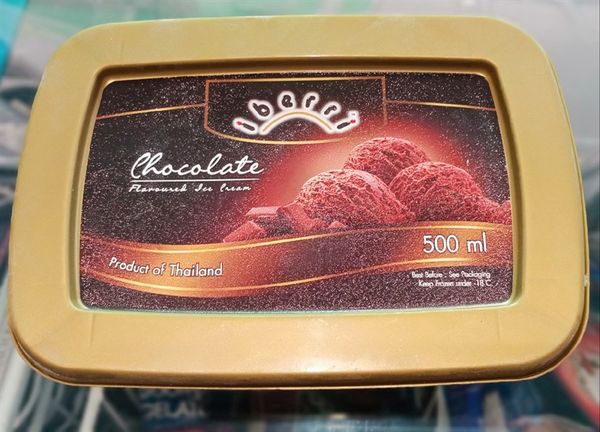 iberri
Chocolate
Flavoured Ice Cream
500 ml
Product of Thailand
Best Before : See Packaging
Keep Frozen under -18°C